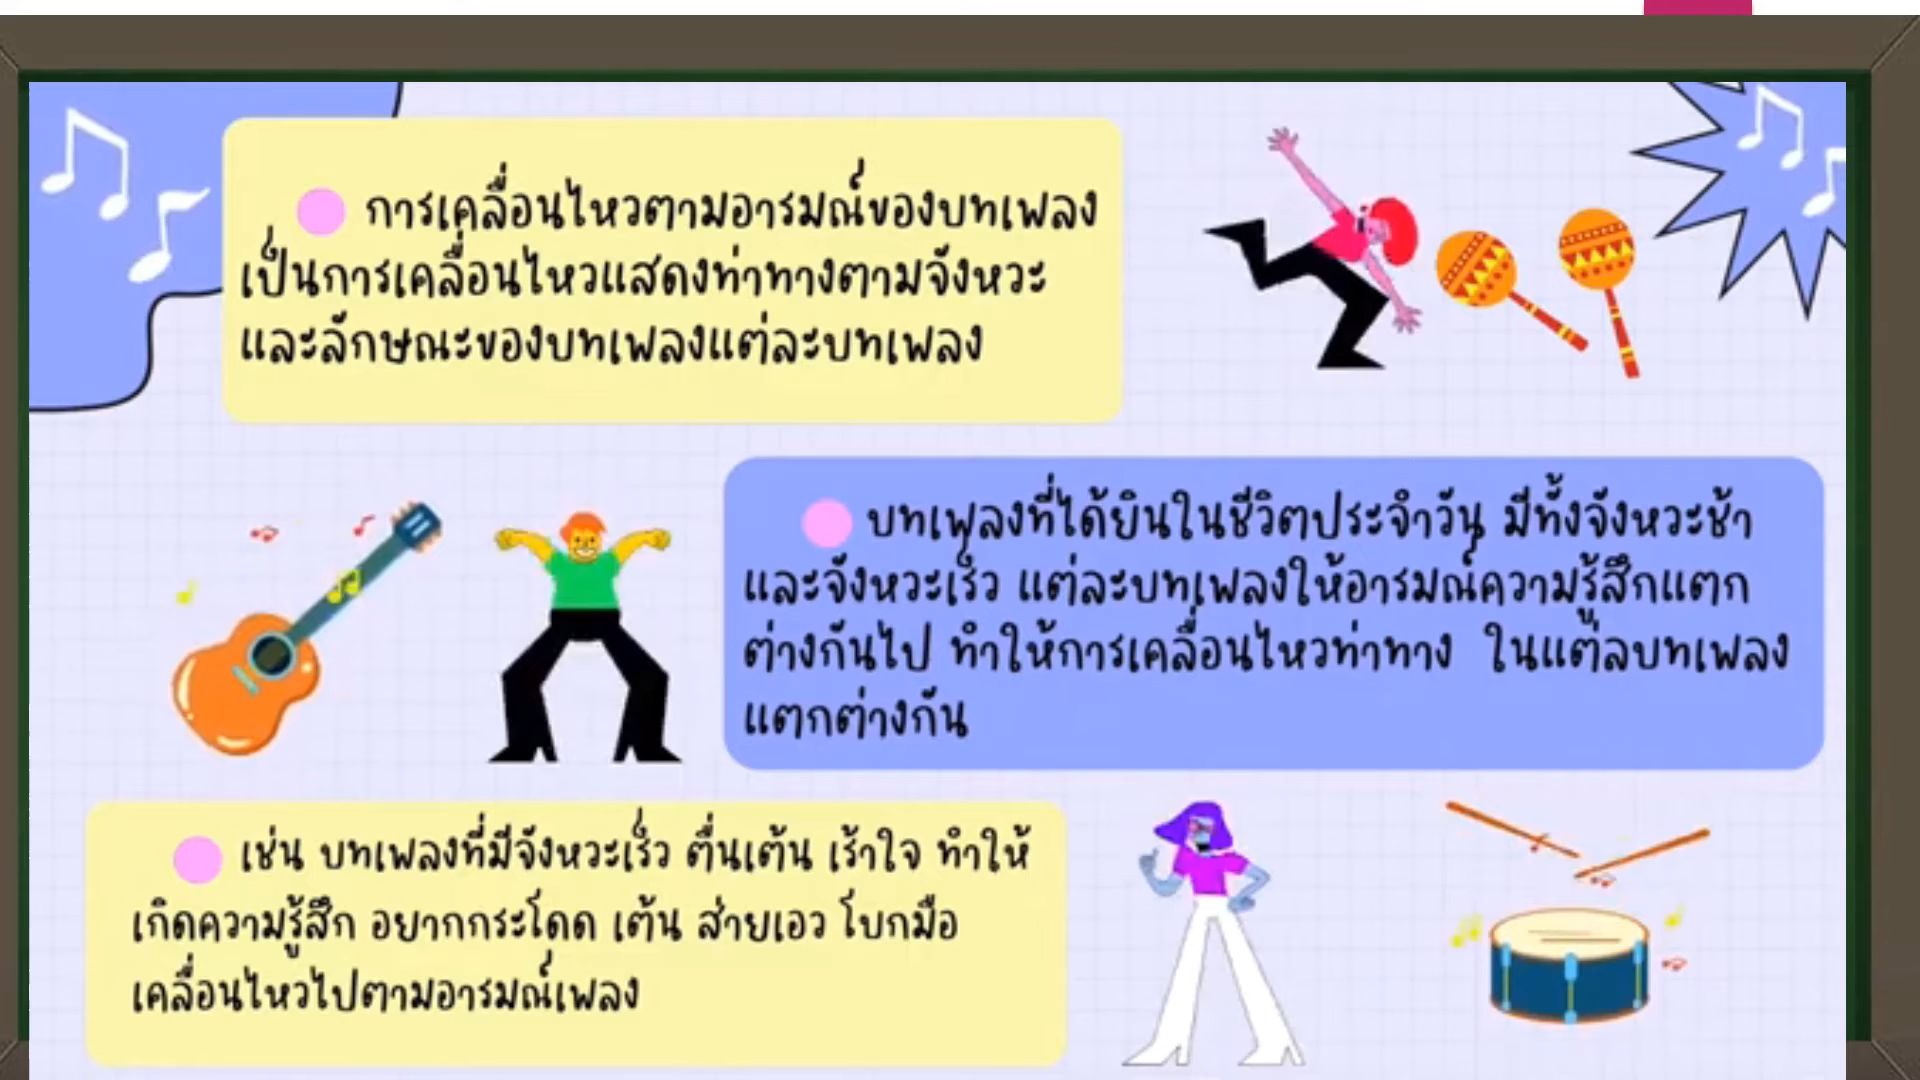 การเคลื่อนไหวตามอารมณ์ของบทเพลง
เป็นการเคลื่อนไหวแสดงท่าทางตามจังหวะ
และลักษณะของบทเพลงแต่ละบทเพลง
บทเพลงที่ได้ยินในชีวิตประจำวัน มีทั้งจังหวะช้า
และจังหวะเร็ว แต่ละบทเพลงให้อารมณ์ความรู้สึกแตก
ต่างกันไป ทำให้การเคลื่อนไหวท่าทาง ในแต่ลบทเพลง
แตกต่างกัน
เช่น บทเพลงที่มีจังหวะเร็ว ตื่นเต้น เร้าใจ ทำให้
เกิดความรู้สึก อยากกระโดด เต้น ส่ายเอว โบกมือ
เคลื่อนไหวไปตามอารมณ์เพลง